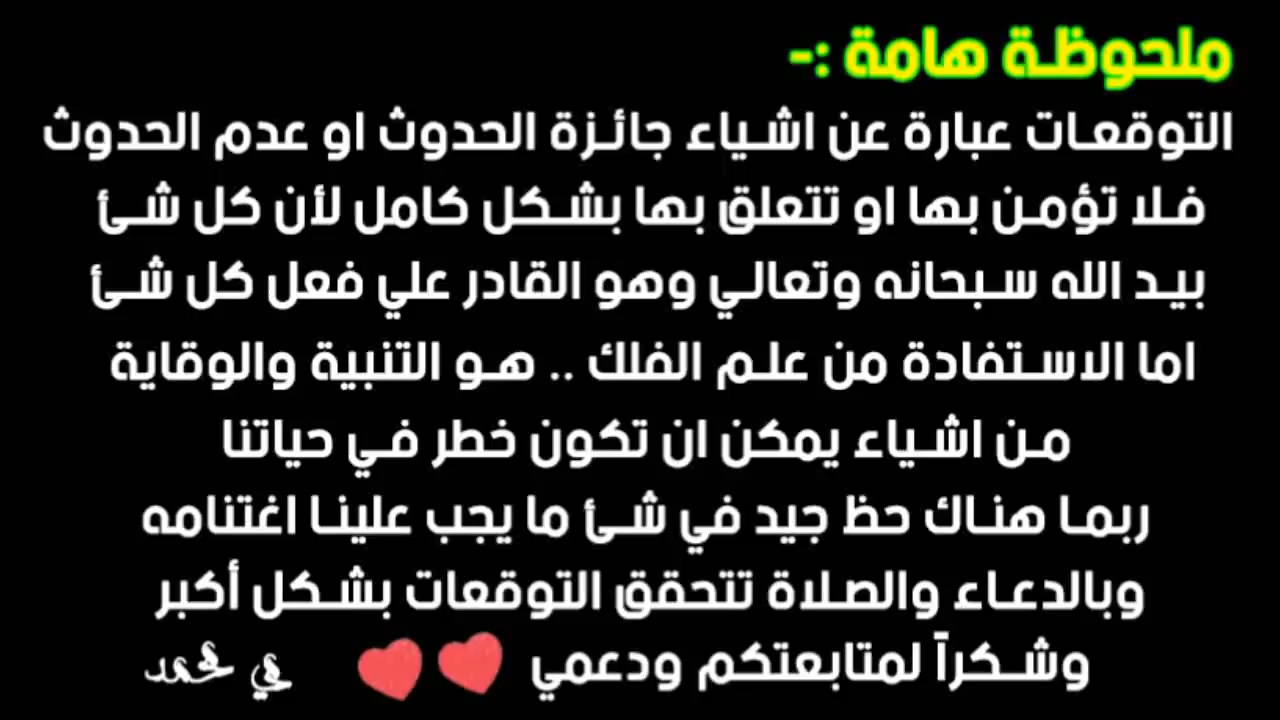 ملحوظة هامة :-
التوقعات عبارة عن اشياء جائزة الحدوث او عدم الحدوث
فلا تؤمن بها او تتعلق بها بشكل كامل لأن كل شئ
بيد الله سبحانه وتعالي وهو القادر علي فعل كل شئ
اما الاستفادة من علم الفلك .. هو التنبية والوقاية
من اشياء يمكن ان تكون خطر في حياتنا
ربما هناك حظ جيد في شئ ما يجب علينا اغتنامه
وبالدعاء والصلاة تتحقق التوقعات بشكل أكبر
وشكراً لمتابعتكم ودعمي ❤❤ مي محمد